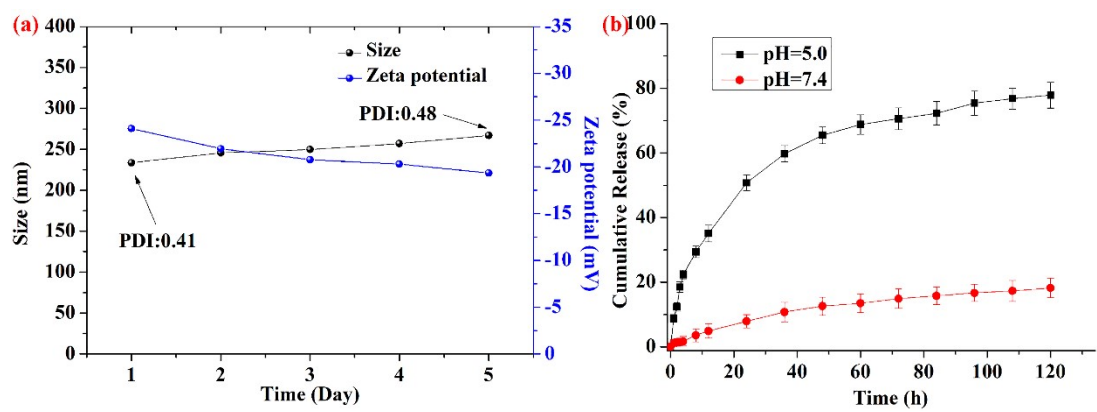 (a)
400
350
300
250
200
150
100
50
0
Size (nm)
1 2 3 4 5
Time (Day)
Size
Zeta potential
PDI:0.48
PDI:0.41
-35
-30
-25
-20
-15
-10
-5
-0
Zeta potential (mV)
(b)
100
80
60
40
20
0
Cumulative Release (%)
pH=5.0
pH=7.4
0 20 40 60 80 100 120
Time (h)